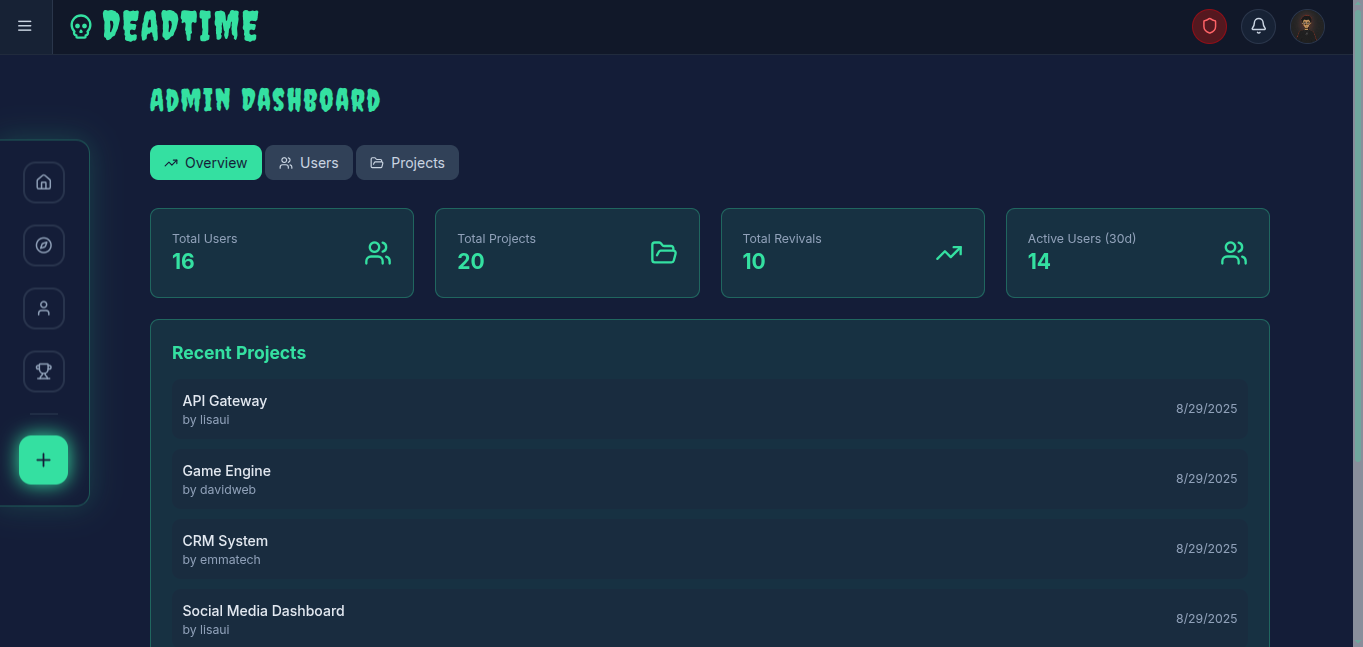 DEADTIME
ADMIN DASHBOARD
Overview Users Projects
Total Users
16
Total Projects
20
Total Revivals
10
Active Users (30d)
14
Recent Projects
API Gateway
by lisaui
8/29/2025
Game Engine
by davidweb
8/29/2025
CRM System
by emmatech
8/29/2025
Social Media Dashboard
by lisaui
8/29/2025